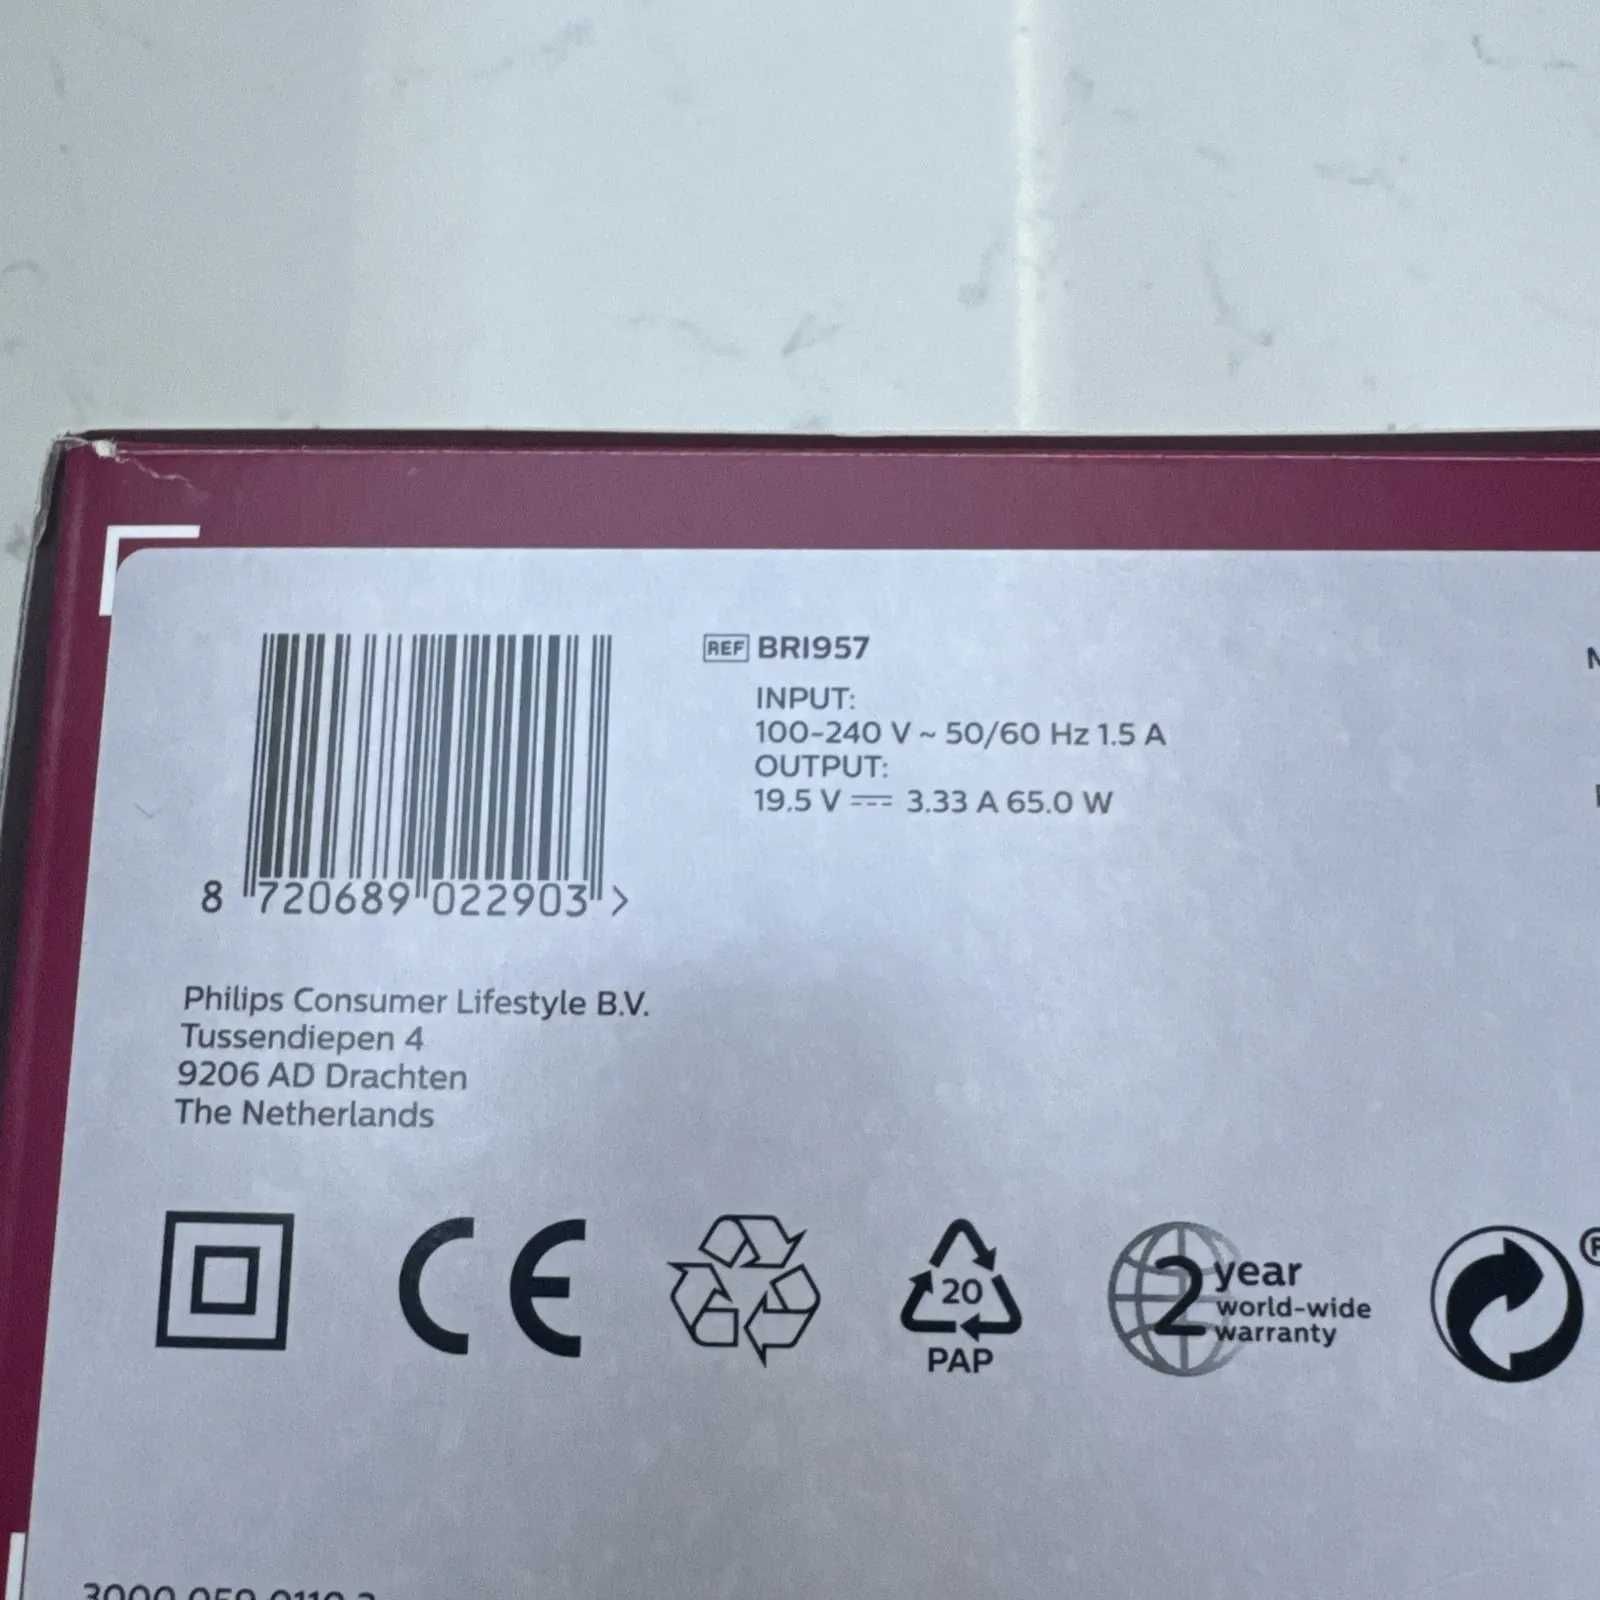 REF BRI957
INPUT:
100-240 V ~ 50/60 Hz 1.5 A
OUTPUT:
19.5 V ⎓ 3.33 A 65.0 W
8 720689 022903 >
Philips Consumer Lifestyle B.V.
Tussendiepen 4
9206 AD Drachten
The Netherlands
CE
20
PAP
2 year
world-wide
warranty